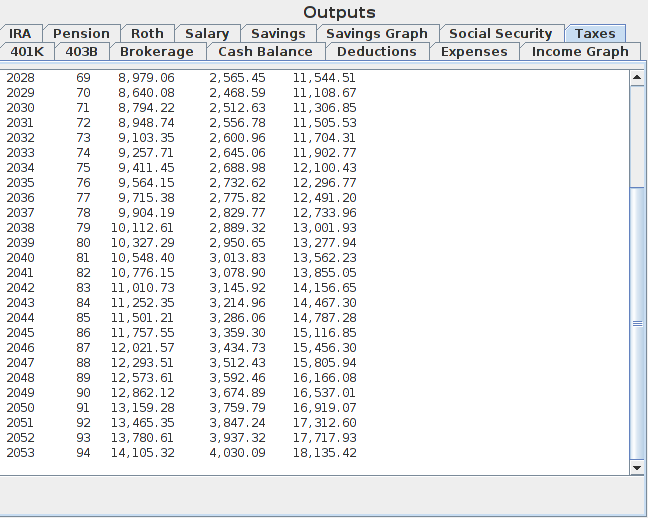 Outputs
IRA Pension Roth Salary Savings Savings Graph Social Security Taxes
401K 403B Brokerage Cash Balance Deductions Expenses Income Graph
2028 69 8,979.06 2,565.45 11,544.51
2029 70 8,640.08 2,468.59 11,108.67
2030 71 8,794.22 2,512.63 11,306.85
2031 72 8,948.74 2,556.78 11,505.53
2032 73 9,103.35 2,600.96 11,704.31
2033 74 9,257.71 2,645.06 11,902.77
2034 75 9,411.45 2,688.98 12,100.43
2035 76 9,564.15 2,732.62 12,296.77
2036 77 9,715.38 2,775.82 12,491.20
2037 78 9,904.19 2,829.77 12,733.96
2038 79 10,112.61 2,889.32 13,001.93
2039 80 10,327.29 2,950.65 13,277.94
2040 81 10,548.40 3,013.83 13,562.23
2041 82 10,776.15 3,078.90 13,855.05
2042 83 11,010.73 3,145.92 14,156.65
2043 84 11,252.35 3,214.96 14,467.30
2044 85 11,501.21 3,286.06 14,787.28
2045 86 11,757.55 3,359.30 15,116.85
2046 87 12,021.57 3,434.73 15,456.30
2047 88 12,293.51 3,512.43 15,805.94
2048 89 12,573.61 3,592.46 16,166.08
2049 90 12,862.12 3,674.89 16,537.01
2050 91 13,159.28 3,759.79 16,919.07
2051 92 13,465.35 3,847.24 17,312.60
2052 93 13,780.61 3,937.32 17,717.93
2053 94 14,105.32 4,030.09 18,135.42